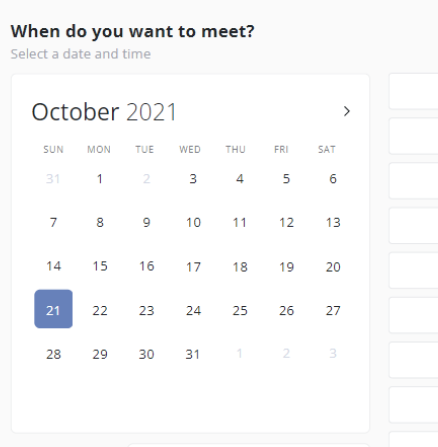 When do you want to meet?
Select a date and time
October 2021
SUN MON TUE WED THU FRI SAT
31 1 2 3 4 5 6
7 8 9 10 11 12 13
14 15 16 17 18 19 20
21 22 23 24 25 26 27
28 29 30 31 1 2 3